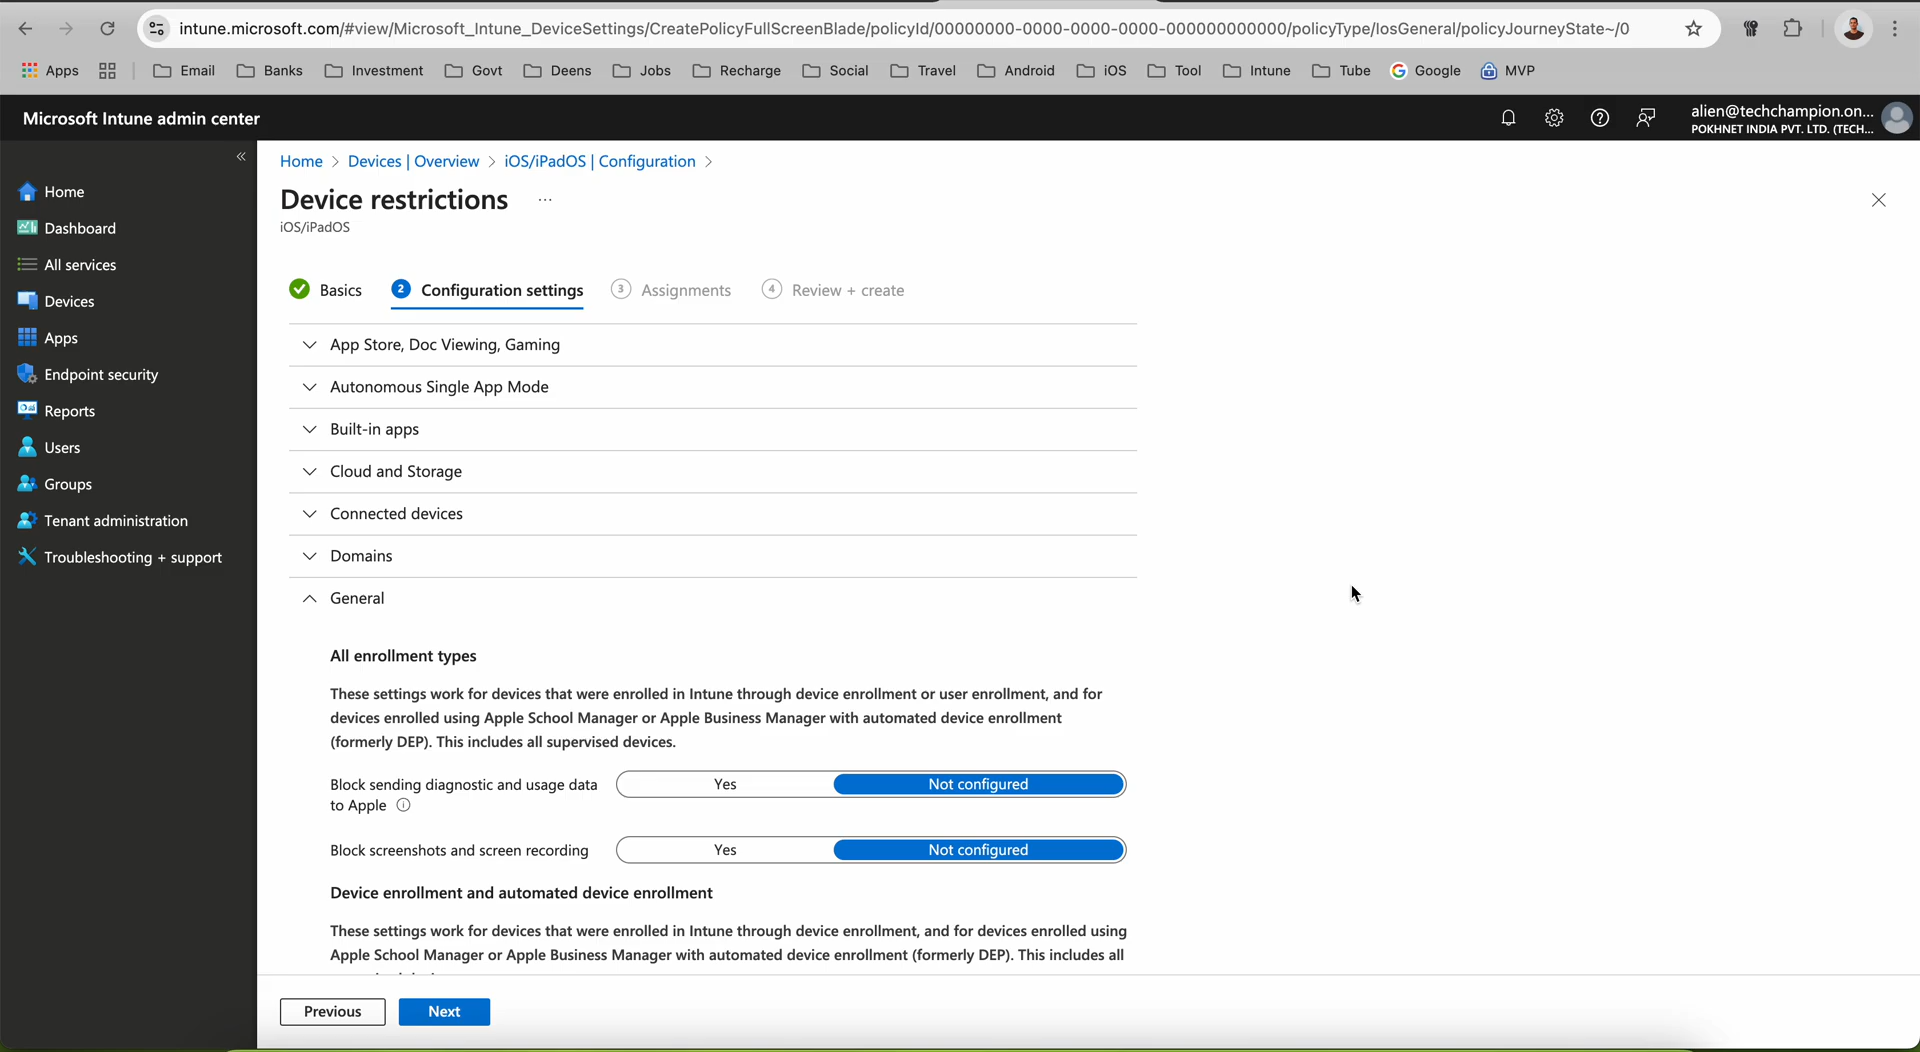 intune.microsoft.com/#view/Microsoft_Intune_DeviceSettings/CreatePolicyFullScreenBlade/policyId/00000000-0000-0000-0000-000000000000/policyType/IosGeneral/policyJourneyState~/0
Apps Email Banks Investment Govt Deens Jobs Recharge Social Travel Android iOS Tool Intune Tube Google MVP
Microsoft Intune admin center
alien@techchampion.on...
POKHNET INDIA PVT. LTD. (TECH...
Home > Devices | Overview > iOS/iPadOS | Configuration >
Device restrictions ...
iOS/iPadOS
Home
Dashboard
All services
Devices
Apps
Endpoint security
Reports
Users
Groups
Tenant administration
Troubleshooting + support
Basics 2 Configuration settings 3 Assignments 4 Review + create
App Store, Doc Viewing, Gaming
Autonomous Single App Mode
Built-in apps
Cloud and Storage
Connected devices
Domains
General
All enrollment types
These settings work for devices that were enrolled in Intune through device enrollment or user enrollment, and for
devices enrolled using Apple School Manager or Apple Business Manager with automated device enrollment
(formerly DEP). This includes all supervised devices.
Block sending diagnostic and usage data
to Apple
Yes Not configured
Block screenshots and screen recording Yes Not configured
Device enrollment and automated device enrollment
These settings work for devices that were enrolled in Intune through device enrollment, and for devices enrolled using
Apple School Manager or Apple Business Manager with automated device enrollment (formerly DEP). This includes all
Previous Next